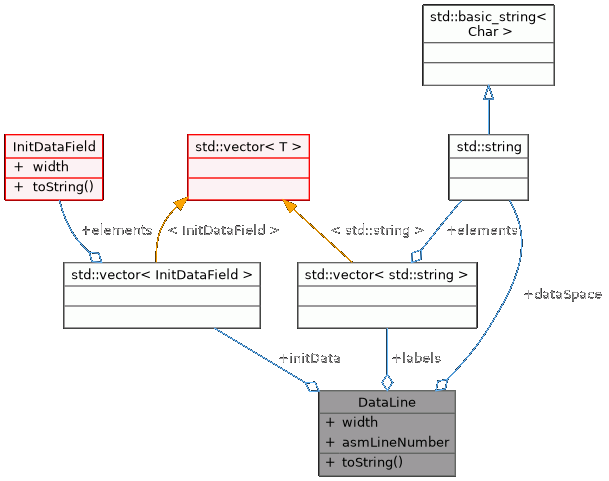 std::basic_string<
Char >
InitDataField
+ width
+ toString()
std::vector< T >
std::string
+elements
< InitDataField >
< std::string >
+elements
std::vector< InitDataField >
std::vector< std::string >
+dataSpace
+initData
+labels
DataLine
+ width
+ asmLineNumber
+ toString()